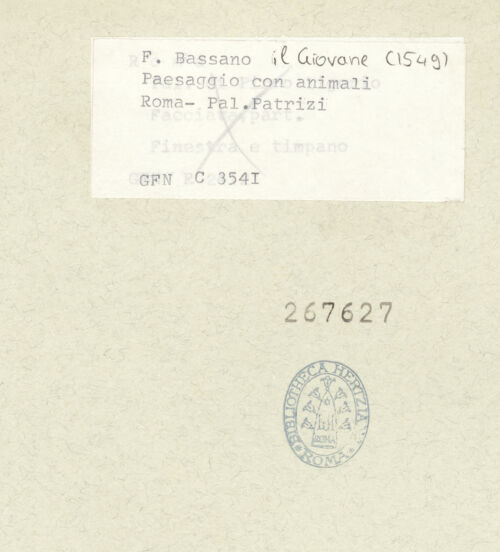 F. Bassano il Giovane (1549)
Paesaggio con animali
Roma- Pal.Patrizi
Facciata, part.
Finestra e timpano
GFN C 354I
267627
BIBLIOTHECA HERTZIANA
ROMA
ROMA